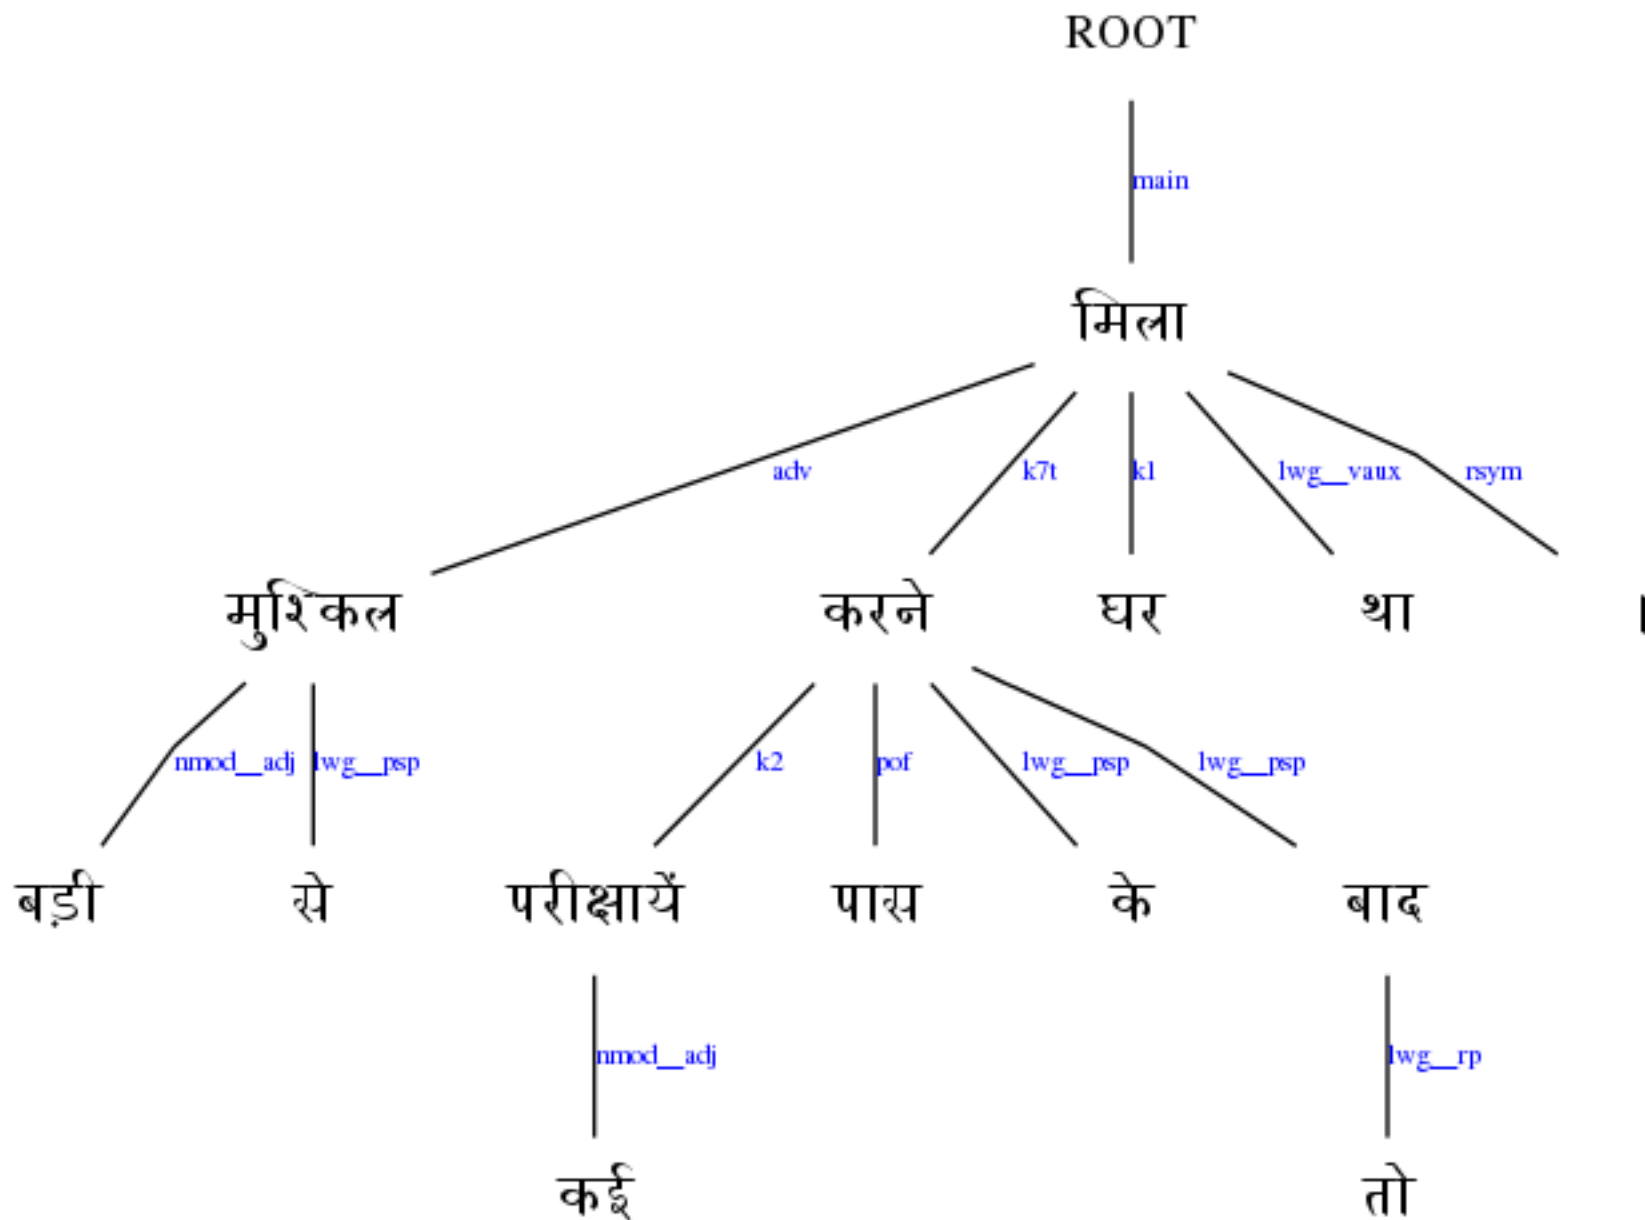 ROOT
main
मिला
adv k7t k1 lwg__vaux rsym
मुश्किल करने घर था ।
nmod__adj lwg__psp k2 pof lwg__psp lwg__psp
बड़ी से परीक्षायें पास के बाद
nmod__adj lwg__rp
कई तो